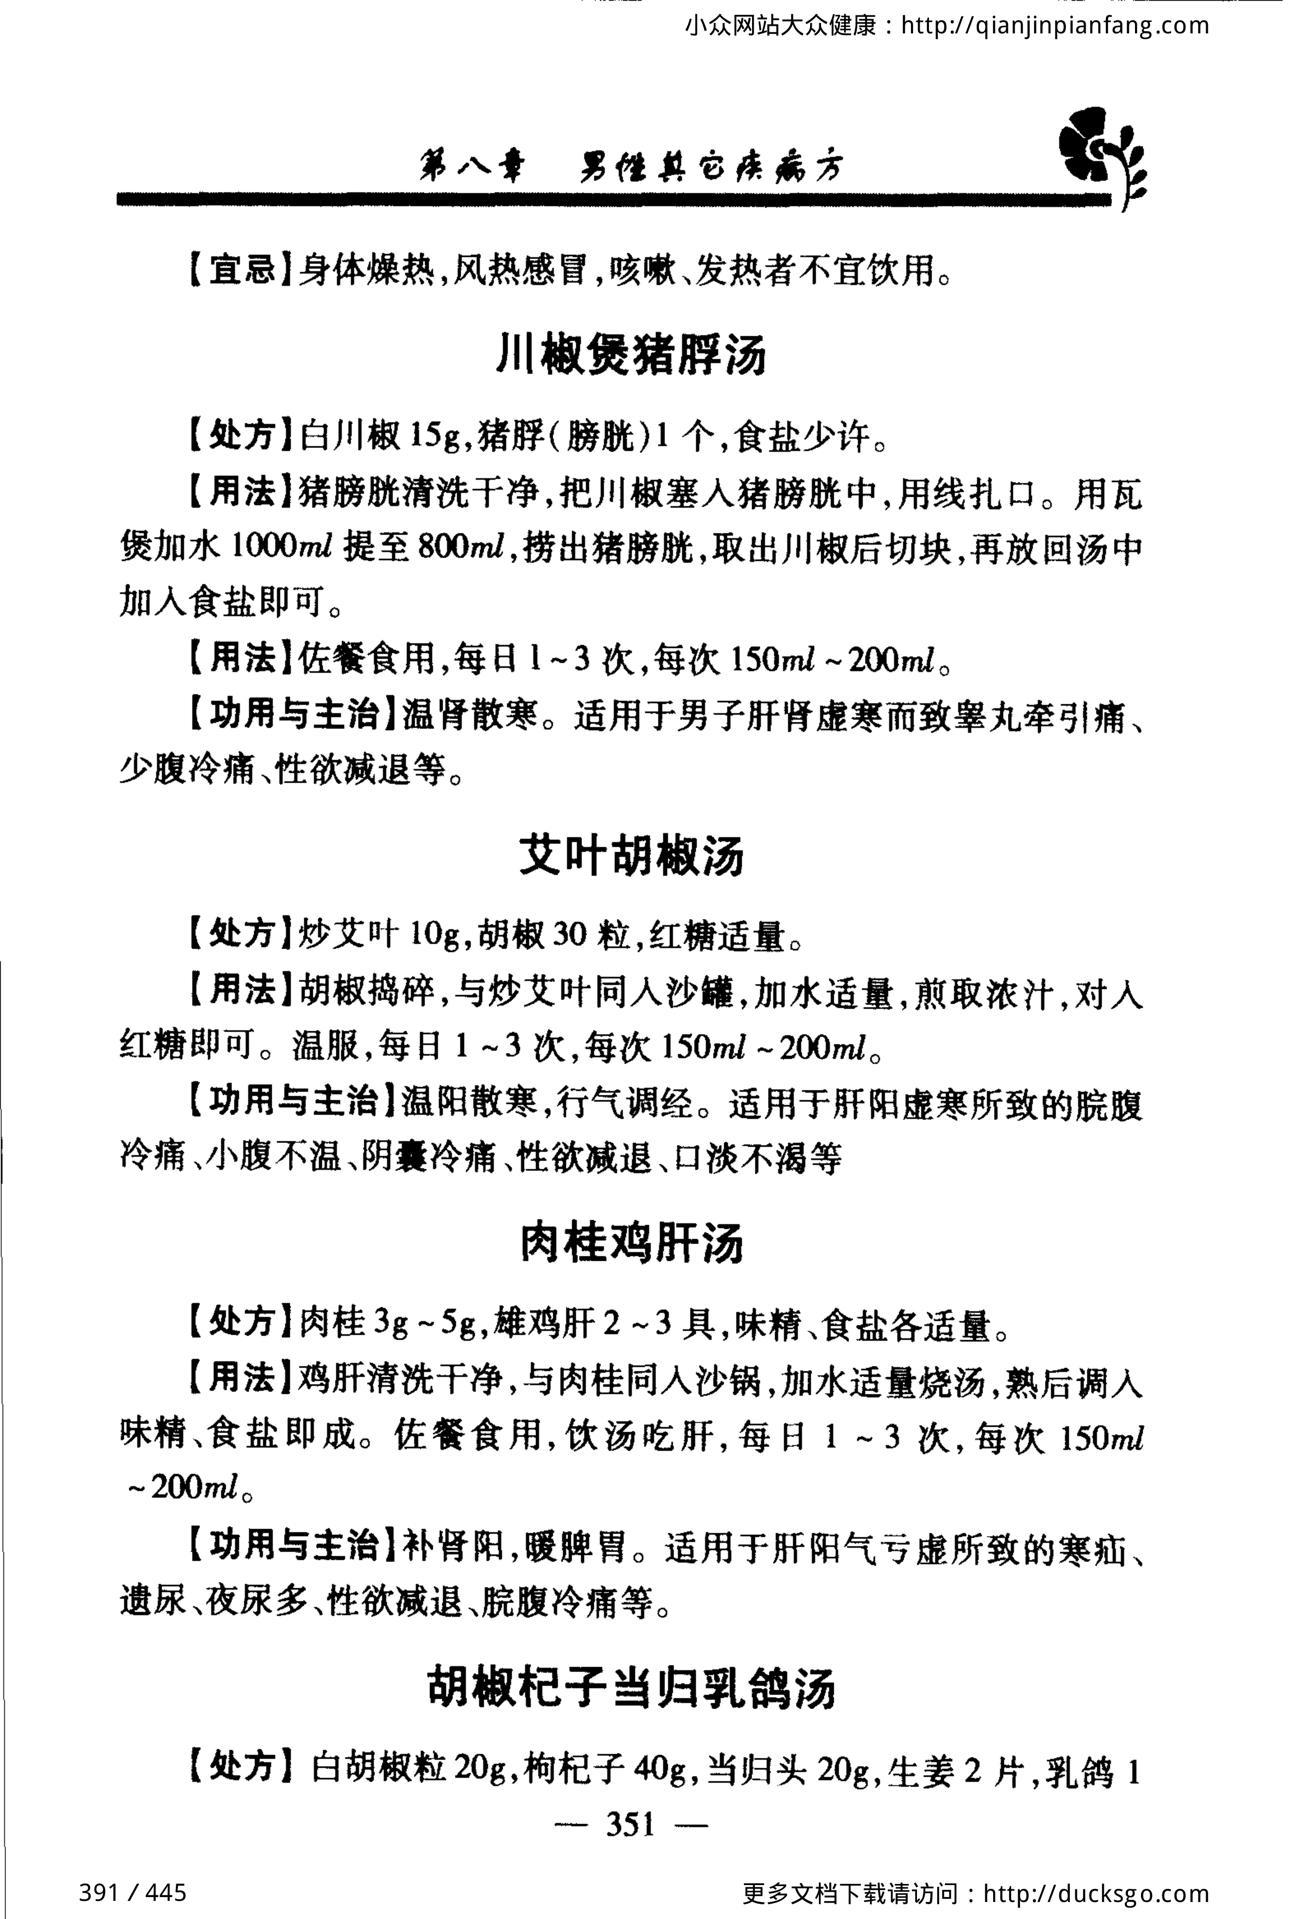 小众网站大众健康：http://qianjinpianfang.com
第八章 男性其它疾病方
【宜忌】身体燥热,风热感冒,咳嗽、发热者不宜饮用。
川椒煲猪脬汤
【处方】白川椒 15g,猪脬(膀胱)1 个,食盐少许。
【用法】猪膀胱清洗干净,把川椒塞入猪膀胱中,用线扎口。用瓦
煲加水 1000ml 提至 800ml,捞出猪膀胱,取出川椒后切块,再放回汤中
加入食盐即可。
【用法】佐餐食用,每日 1~3 次,每次 150ml~200ml。
【功用与主治】温肾散寒。适用于男子肝肾虚寒而致睾丸牵引痛、
少腹冷痛、性欲减退等。
艾叶胡椒汤
【处方】炒艾叶 10g,胡椒 30 粒,红糖适量。
【用法】胡椒捣碎,与炒艾叶同入沙罐,加水适量,煎取浓汁,对入
红糖即可。温服,每日 1~3 次,每次 150ml~200ml。
【功用与主治】温阳散寒,行气调经。适用于肝阳虚寒所致的脘腹
冷痛、小腹不温、阴囊冷痛、性欲减退、口淡不渴等
肉桂鸡肝汤
【处方】肉桂 3g~5g,雄鸡肝 2~3 具,味精、食盐各适量。
【用法】鸡肝清洗干净,与肉桂同入沙锅,加水适量烧汤,熟后调入
味精、食盐即成。佐餐食用,饮汤吃肝,每日 1~3 次,每次 150ml
~200ml。
【功用与主治】补肾阳,暖脾胃。适用于肝阳气亏虚所致的寒疝、
遗尿、夜尿多、性欲减退、脘腹冷痛等。
胡椒杞子当归乳鸽汤
【处方】白胡椒粒 20g,枸杞子 40g,当归头 20g,生姜 2 片,乳鸽 1
— 351 —
391 / 445
更多文档下载请访问：http://ducksgo.com